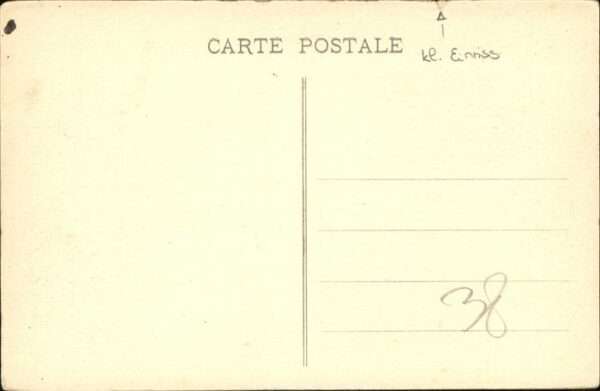 CARTE POSTALE
kl. Einriss
38